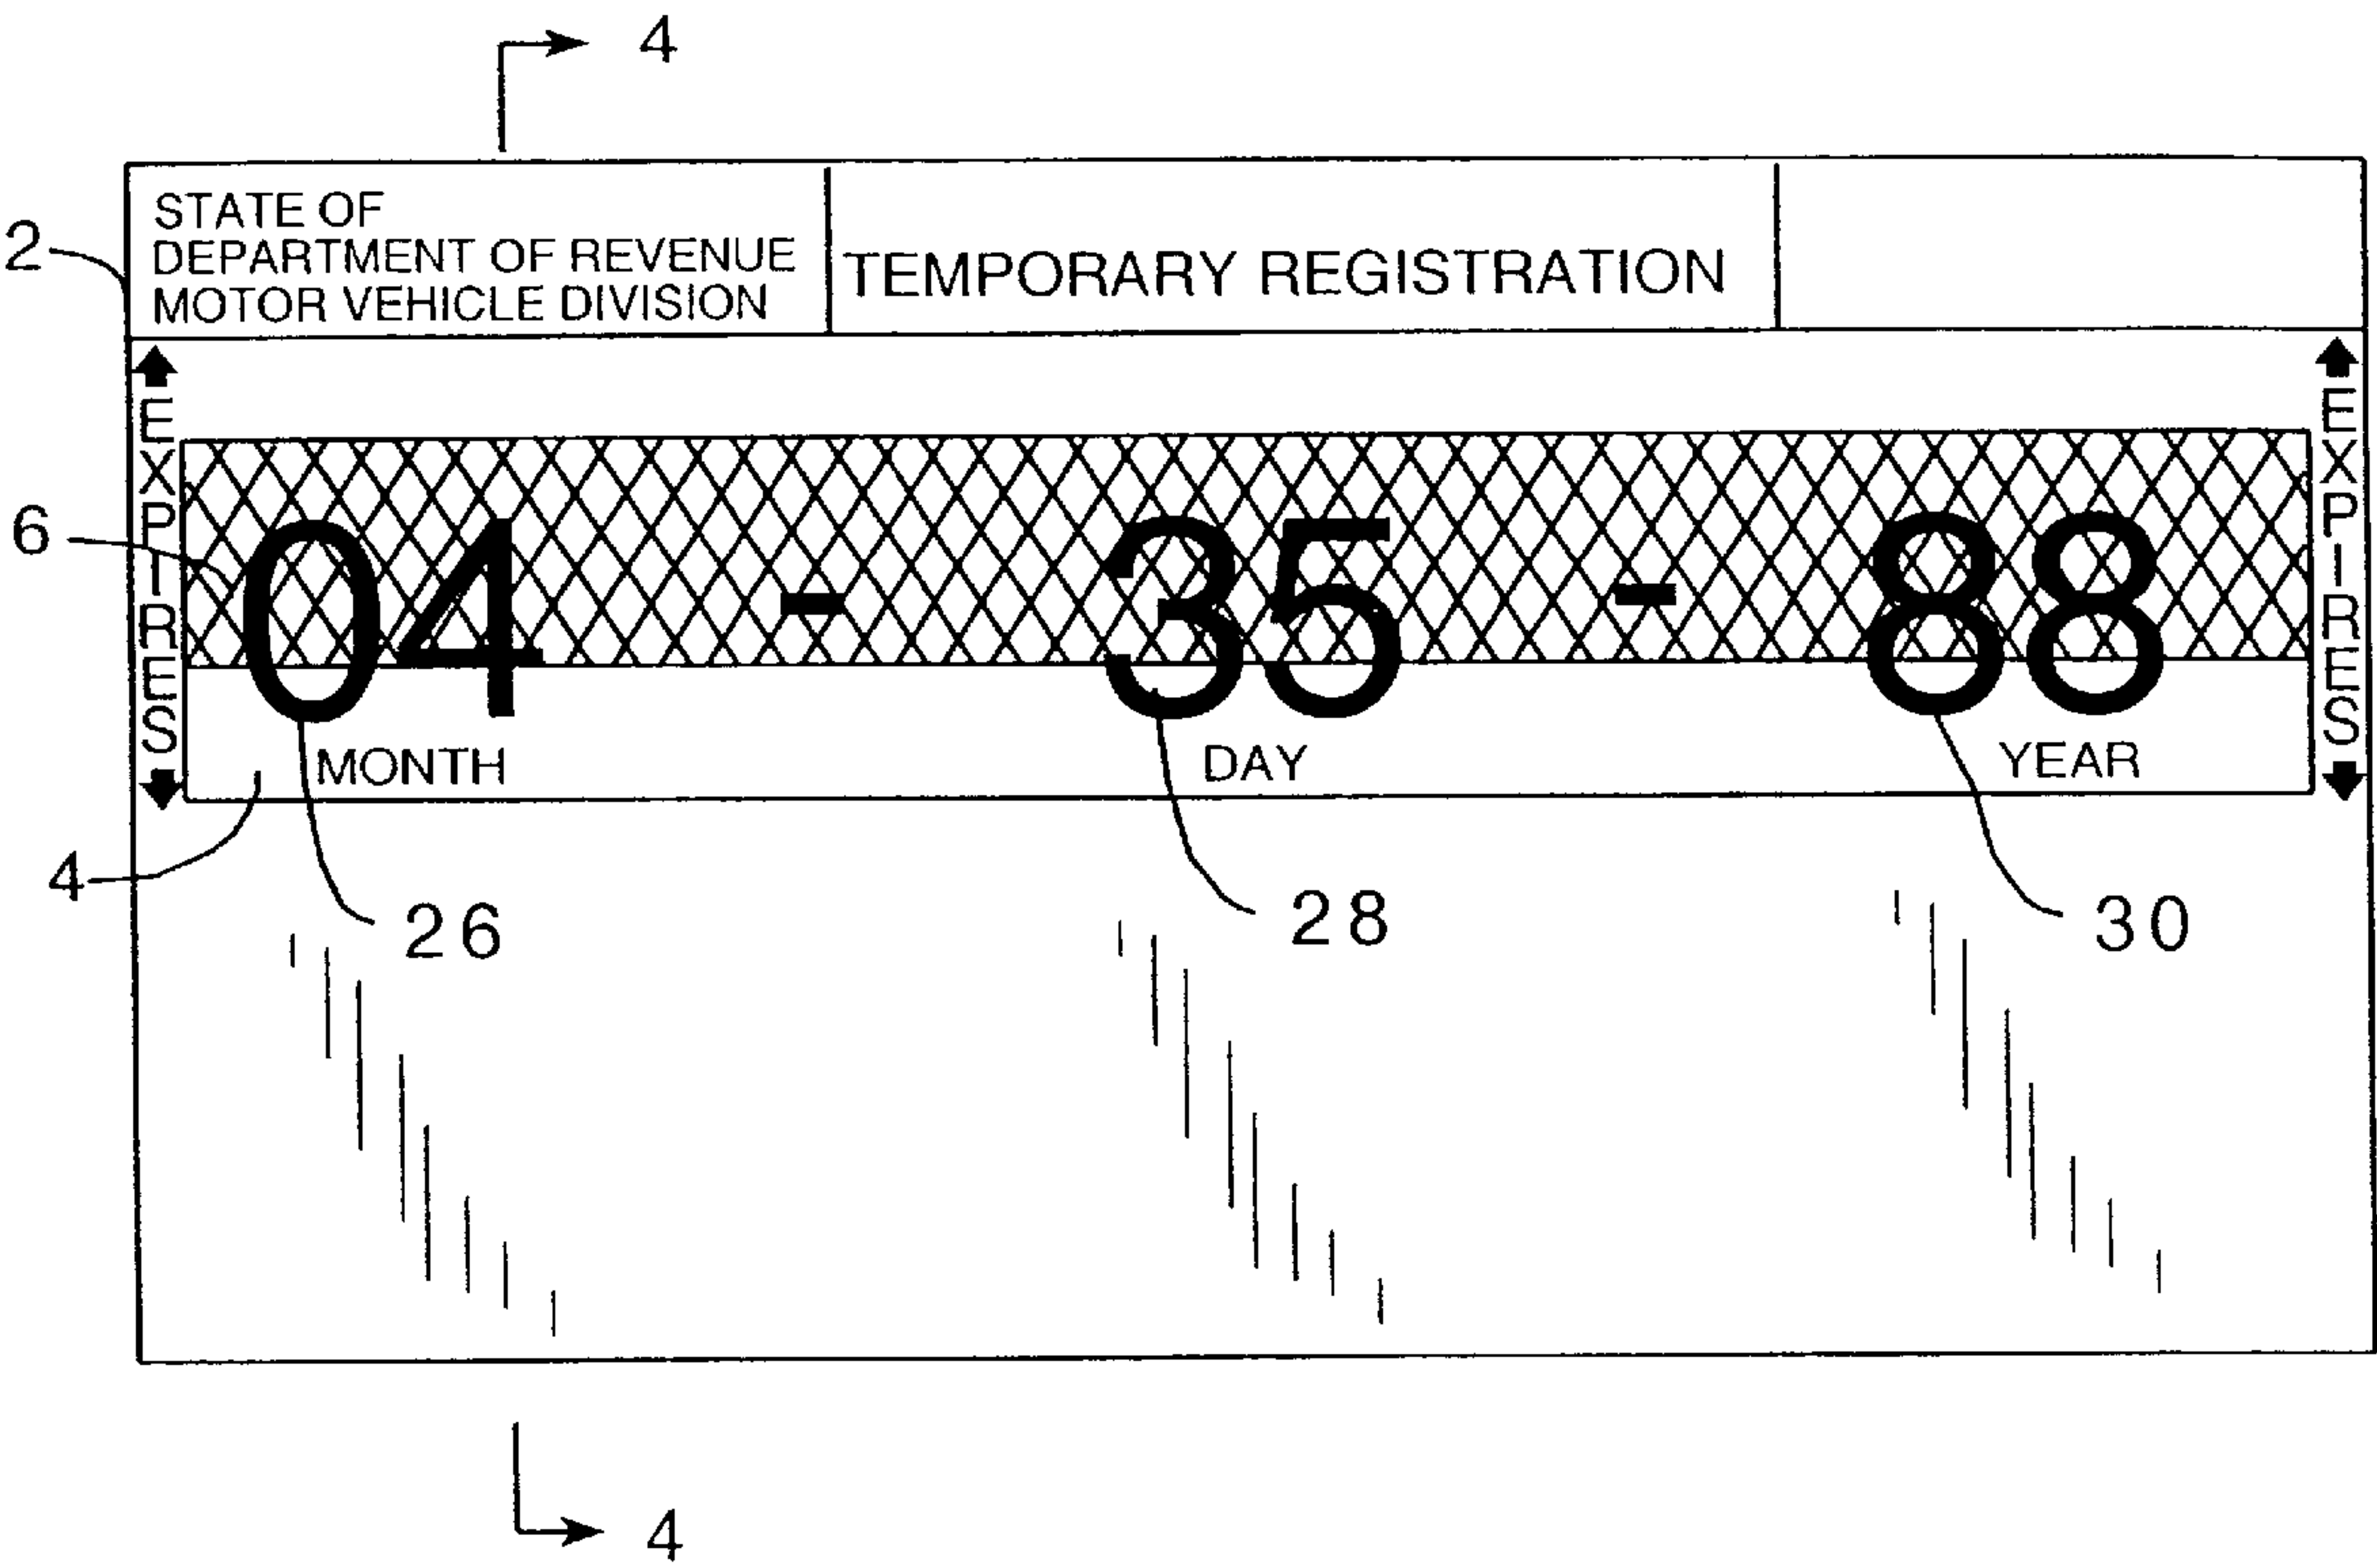 4
STATE OF
DEPARTMENT OF REVENUE
MOTOR VEHICLE DIVISION
TEMPORARY REGISTRATION
2
EXPIRES
EXPIRES
6
04 - 35 - 88
MONTH DAY YEAR
4
26 28 30
4